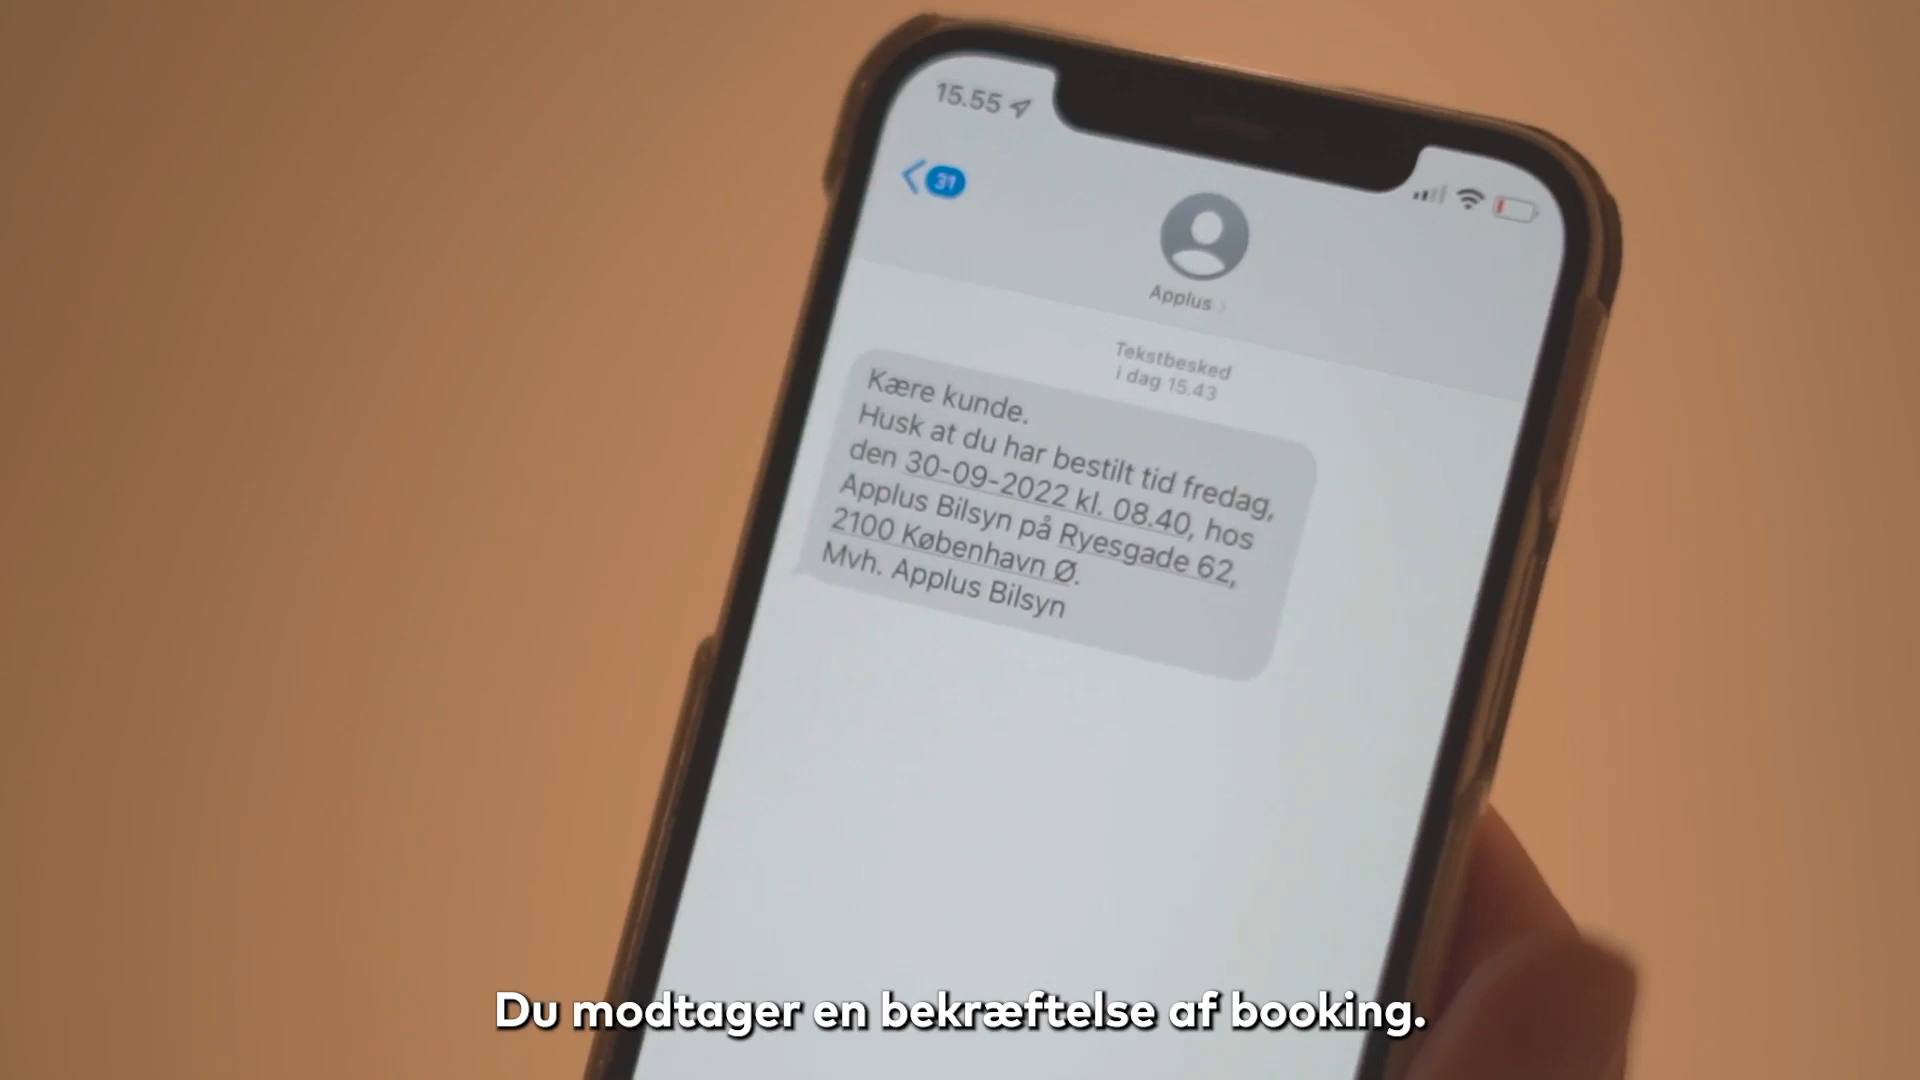 15.55
31
Applus
Tekstbesked
i dag 15.43
Kære kunde.
Husk at du har bestilt tid fredag,
den 30-09-2022 kl. 08.40, hos
Applus Bilsyn på Ryesgade 62,
2100 København Ø.
Mvh. Applus Bilsyn
Du modtager en bekræftelse af booking.